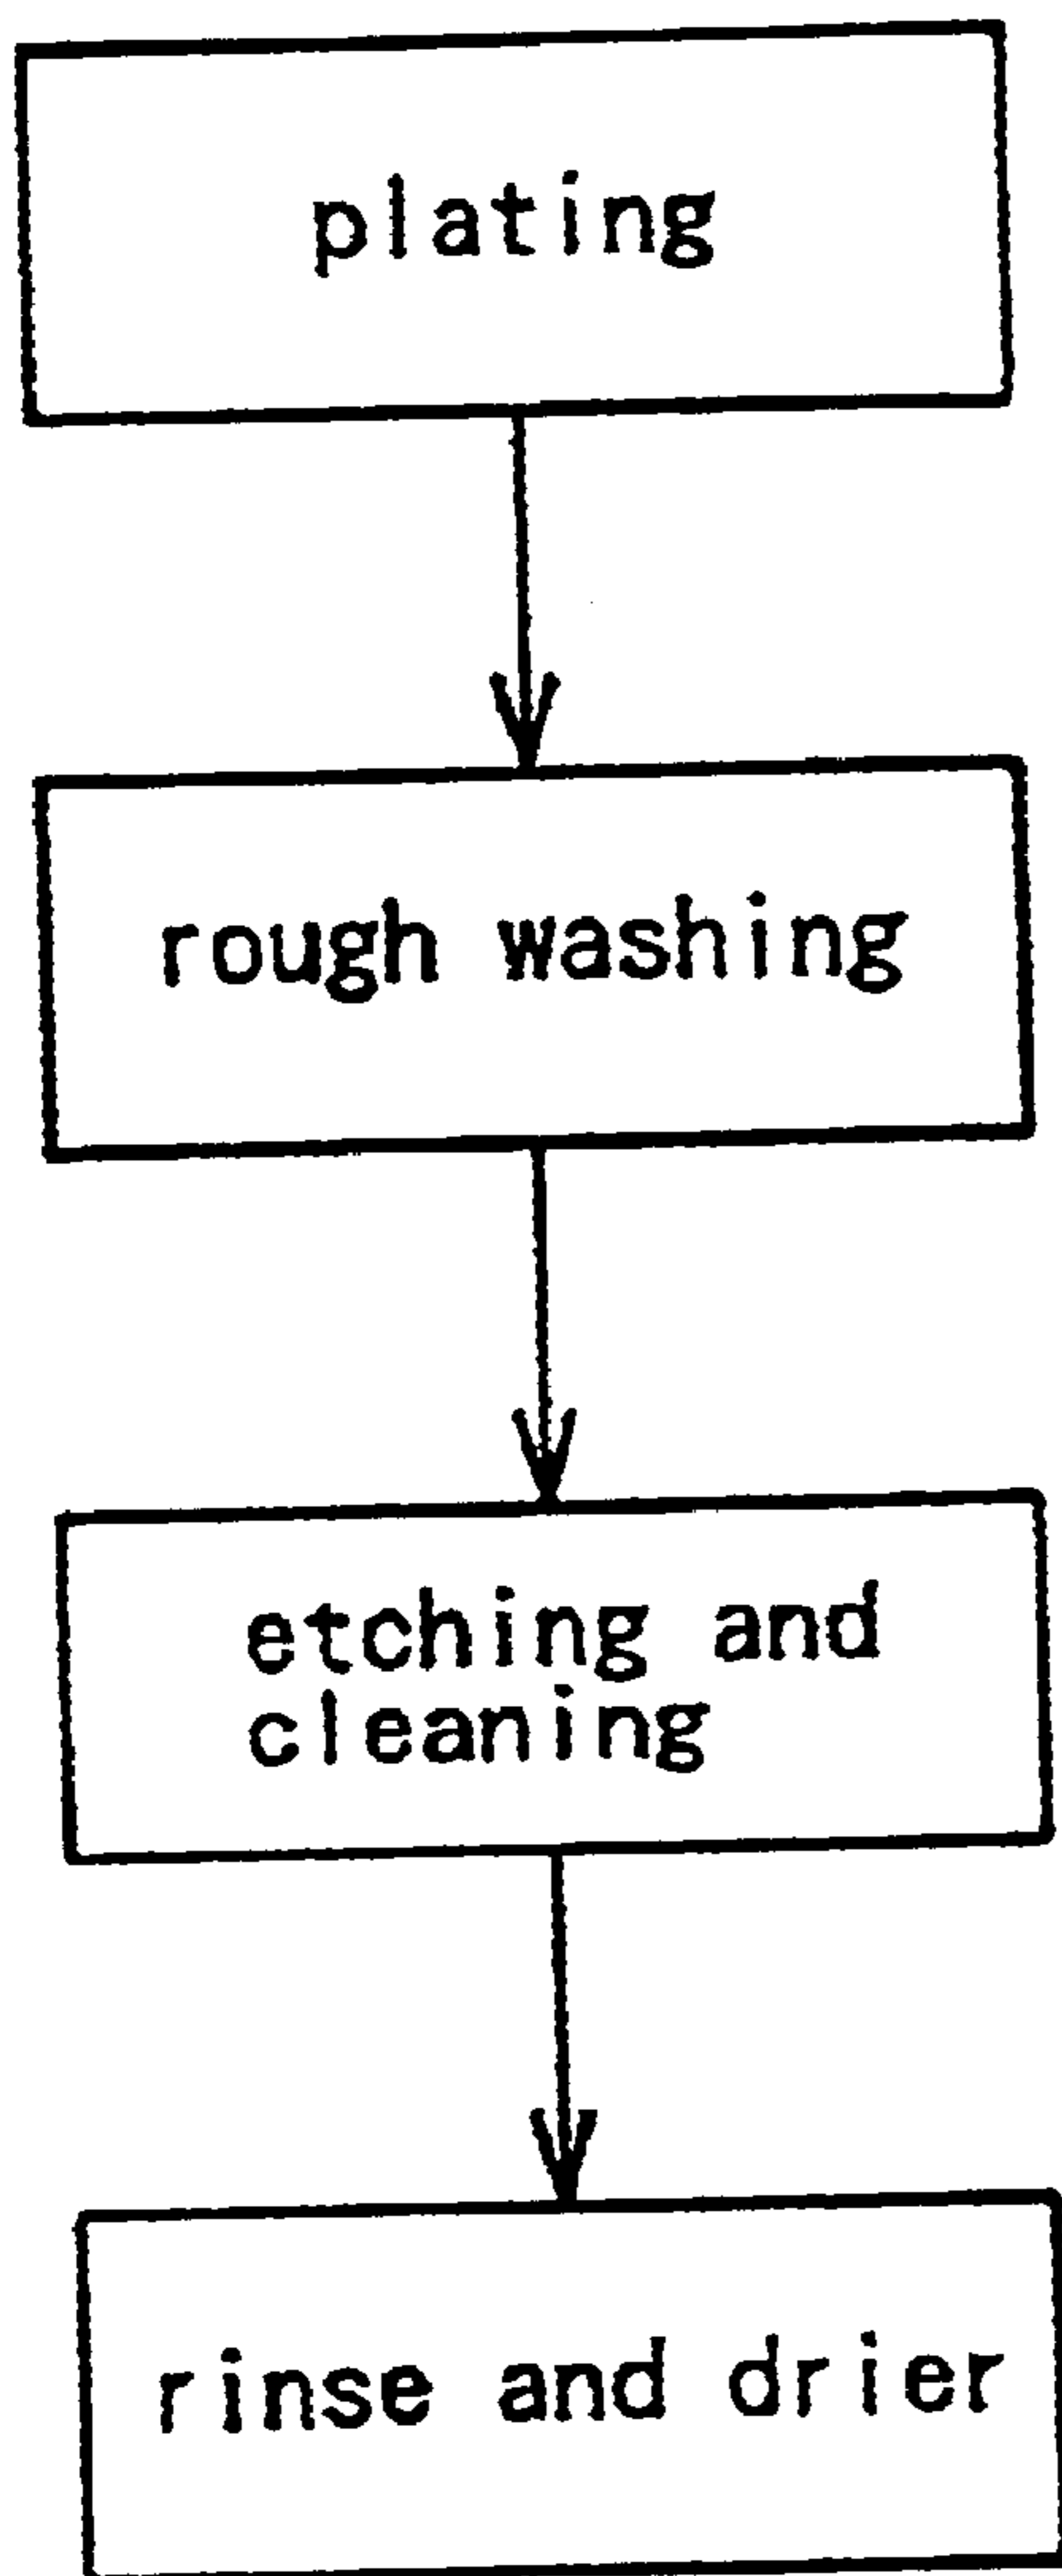 plating
rough washing
etching and
cleaning
rinse and drier